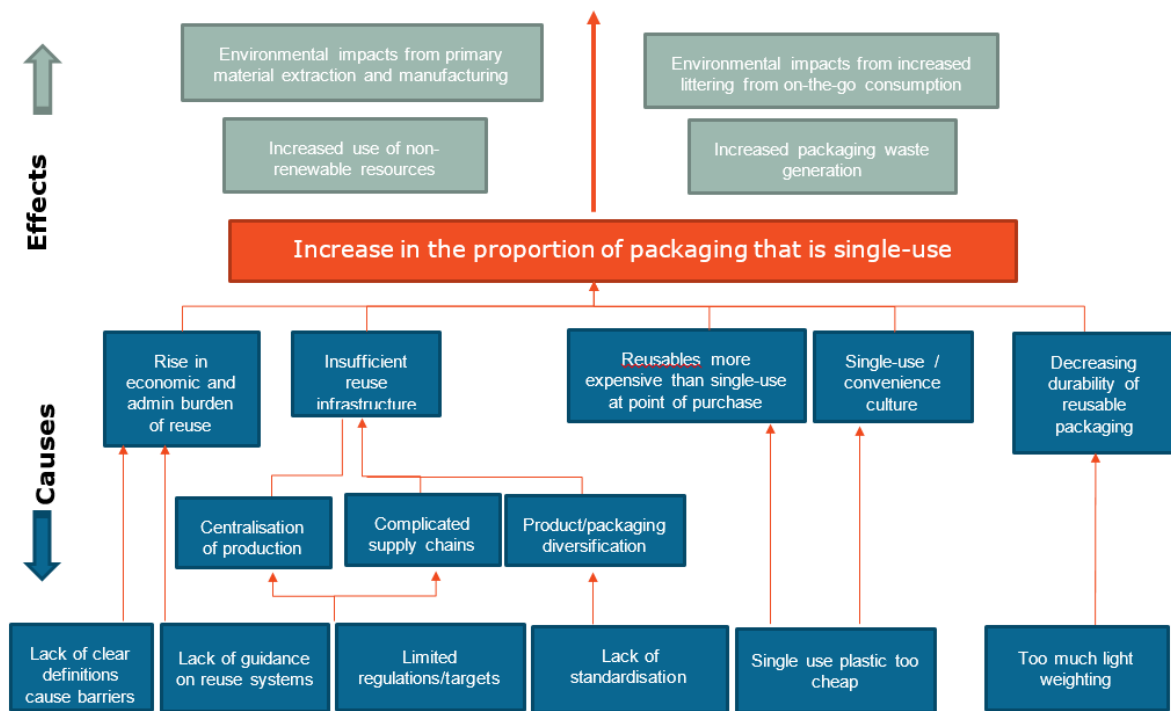 Effects
Causes
Environmental impacts from primary
material extraction and manufacturing
Environmental impacts from increased
littering from on-the-go consumption
Increased use of non-
renewable resources
Increased packaging waste
generation
Increase in the proportion of packaging that is single-use
Rise in
economic and
admin burden
of reuse
Insufficient
reuse
infrastructure
Reusables more
expensive than single-use
at point of purchase
Single-use /
convenience
culture
Decreasing
durability of
reusable
packaging
Centralisation
of production
Complicated
supply chains
Product/packaging
diversification
Lack of clear
definitions
cause barriers
Lack of guidance
on reuse systems
Limited
regulations/targets
Lack of
standardisation
Single use plastic too
cheap
Too much light
weighting